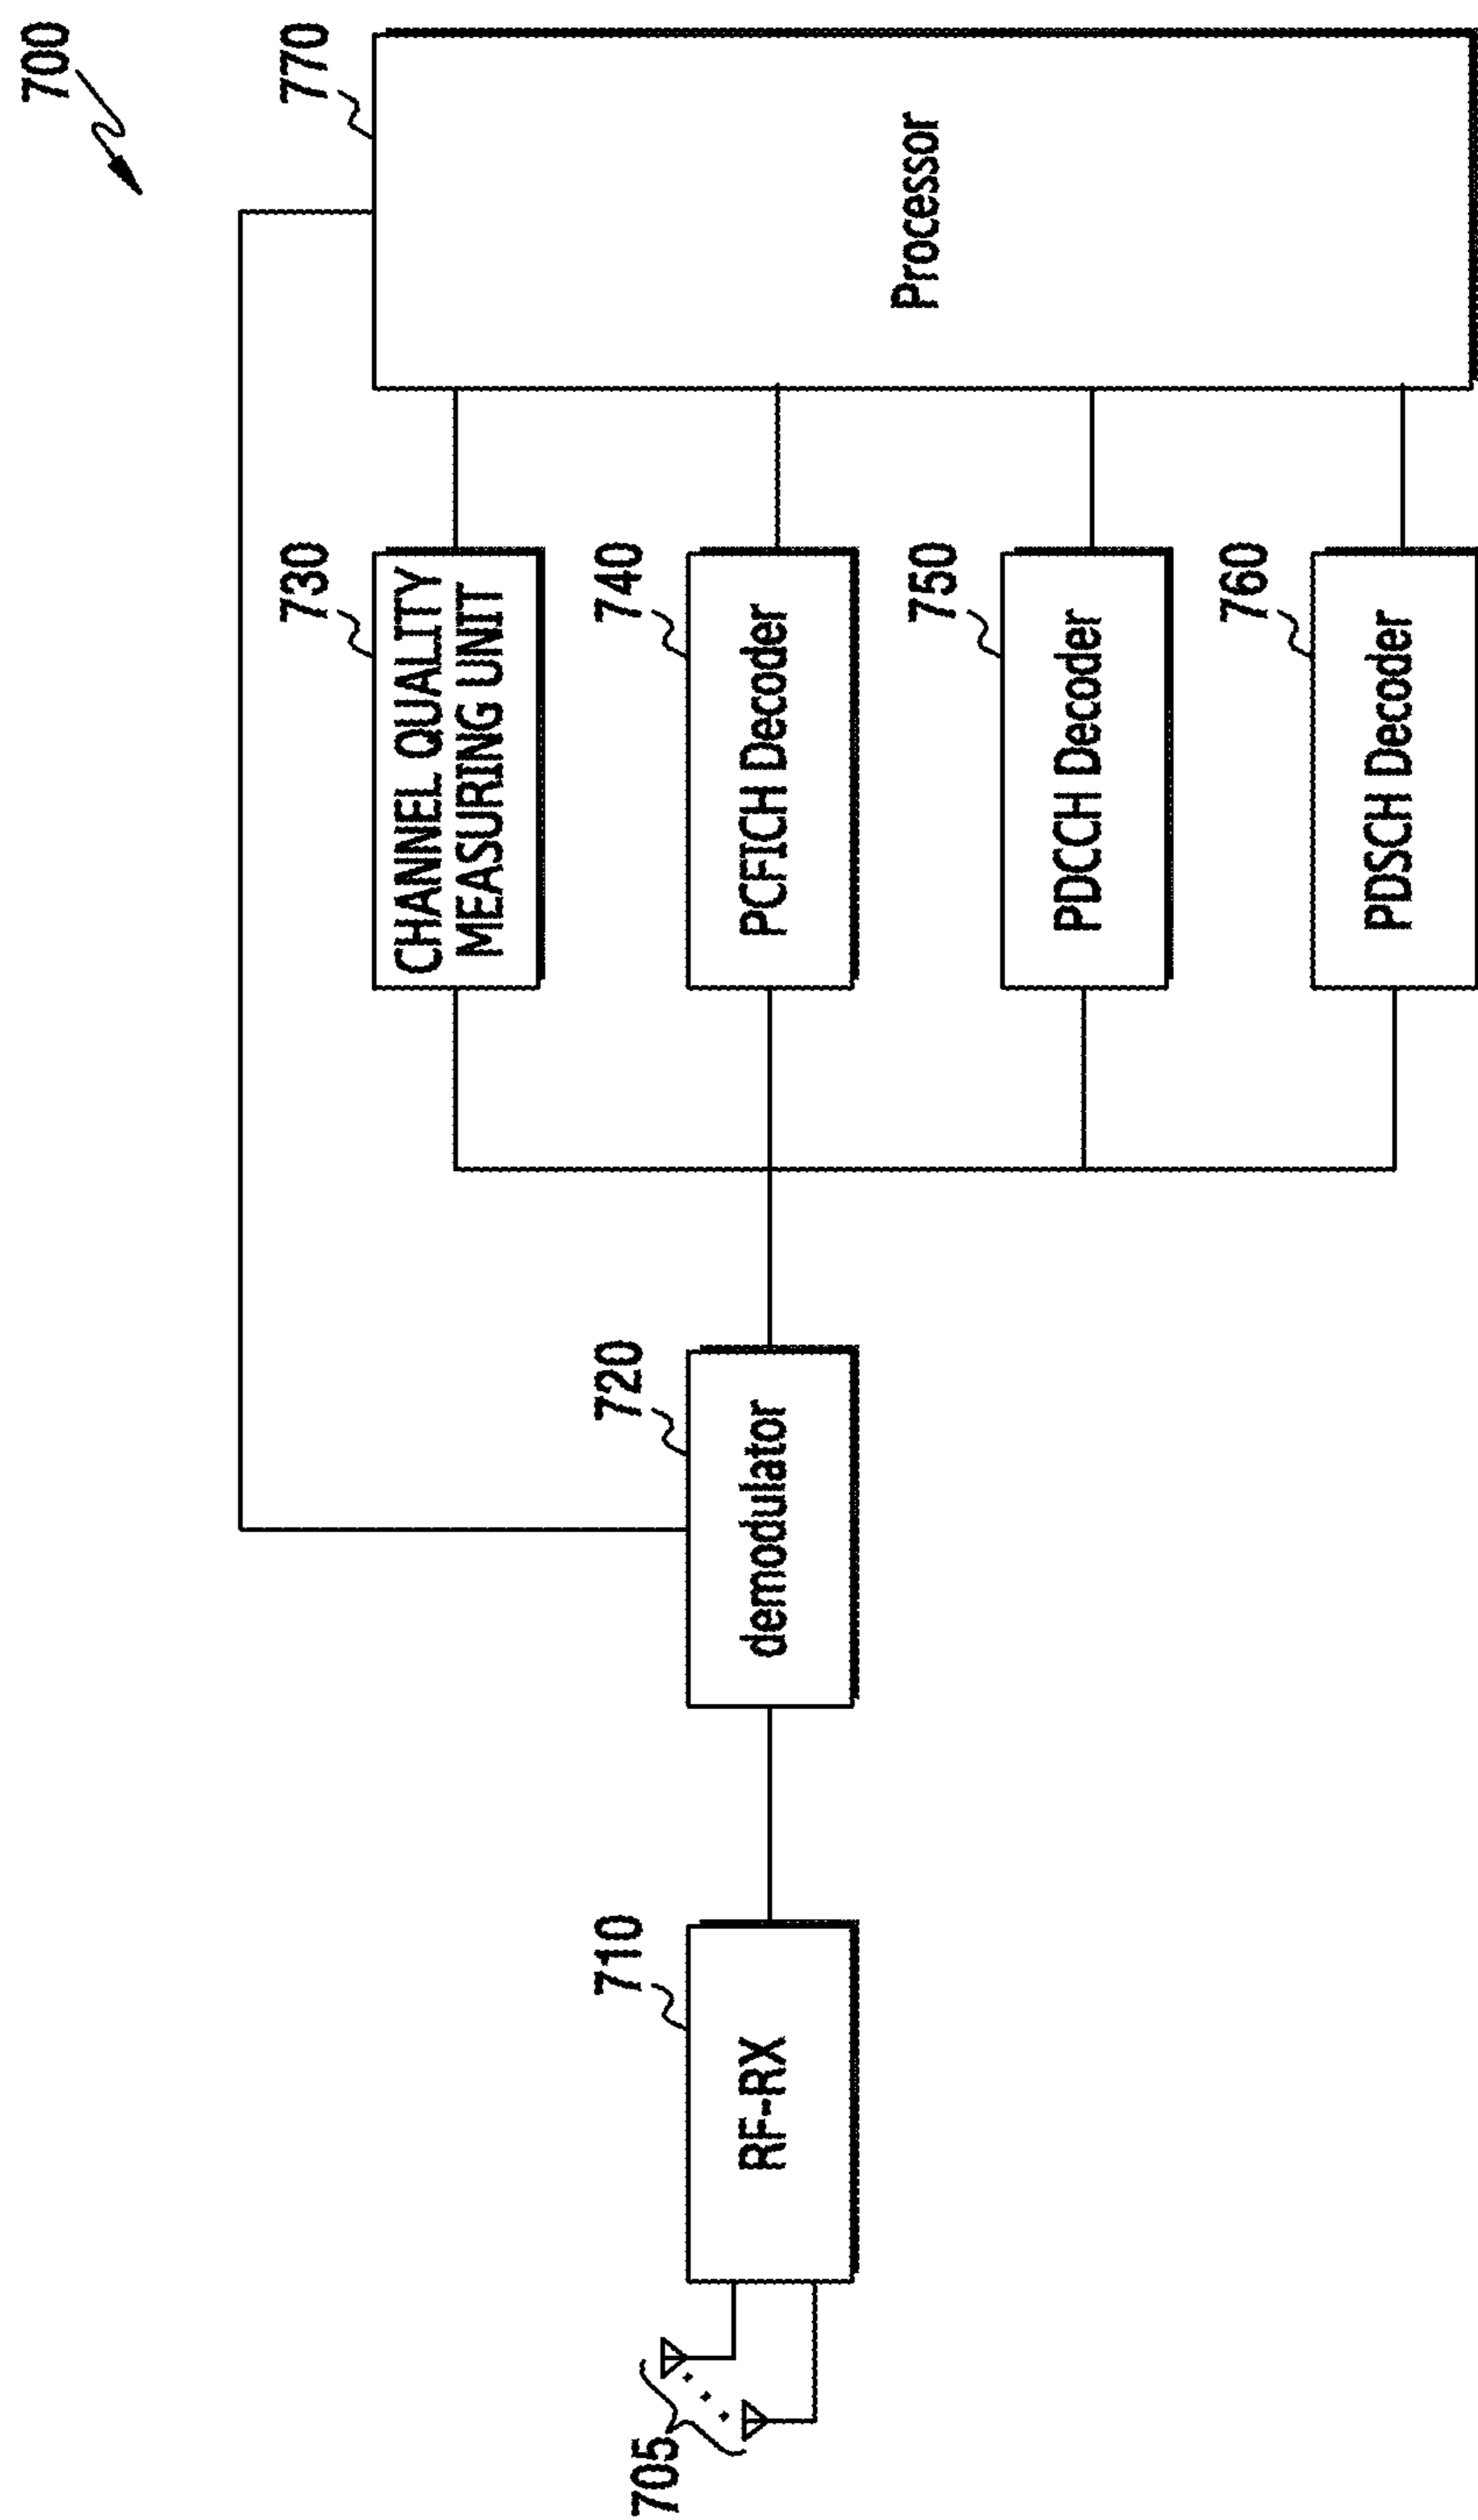 700
770
Processor
730
CHANNEL QUALITY
MEASURING UNIT
740
PCFICH Decoder
750
PDCCH Decoder
760
PDSCH Decoder
720
demodulator
710
RF-RX
705